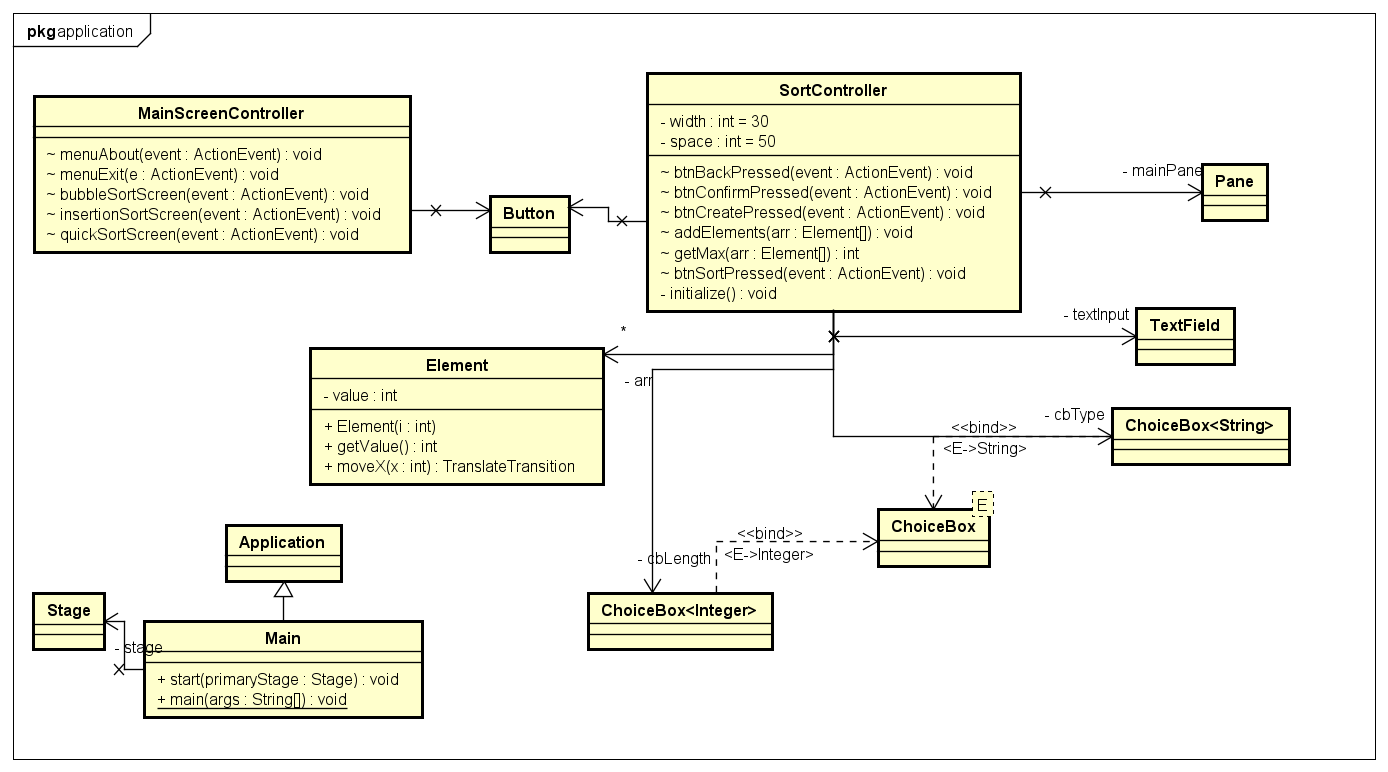 pkg application
MainScreenController
~ menuAbout(event : ActionEvent) : void
~ menuExit(e : ActionEvent) : void
~ bubbleSortScreen(event : ActionEvent) : void
~ insertionSortScreen(event : ActionEvent) : void
~ quickSortScreen(event : ActionEvent) : void
Button
SortController
- width : int = 30
- space : int = 50
~ btnBackPressed(event : ActionEvent) : void
~ btnConfirmPressed(event : ActionEvent) : void
~ btnCreatePressed(event : ActionEvent) : void
~ addElements(arr : Element[]) : void
~ getMax(arr : Element[]) : int
~ btnSortPressed(event : ActionEvent) : void
- initialize() : void
- mainPane
Pane
- textInput
TextField
*
- arr
Element
- value : int
+ Element(i : int)
+ getValue() : int
+ moveX(x : int) : TranslateTransition
- cbType
ChoiceBox<String>
<<bind>>
<E->String>
E
ChoiceBox
<<bind>>
<E->Integer>
- cbLength
ChoiceBox<Integer>
Application
Stage
- stage
Main
+ start(primaryStage : Stage) : void
+ main(args : String[]) : void